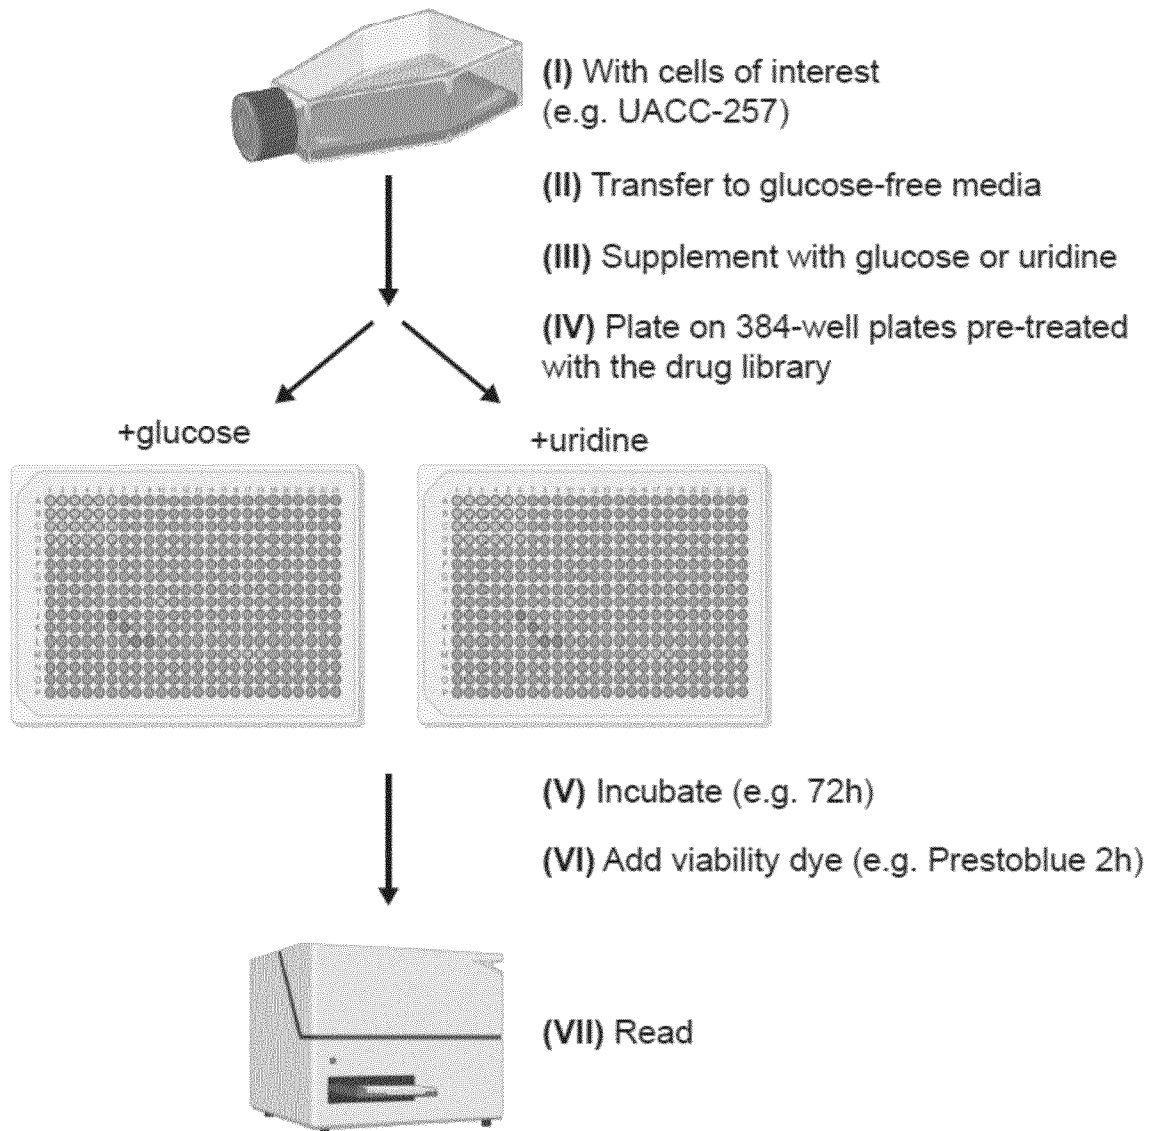 (I) With cells of interest
(e.g. UACC-257)
(II) Transfer to glucose-free media
(III) Supplement with glucose or uridine
(IV) Plate on 384-well plates pre-treated
with the drug library
+glucose
+uridine
(V) Incubate (e.g. 72h)
(VI) Add viability dye (e.g. Prestoblue 2h)
(VII) Read